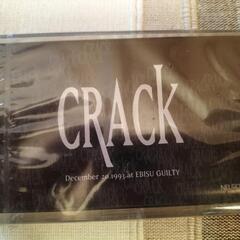 CRACK
December 20 1993 at EBISU GUILTY